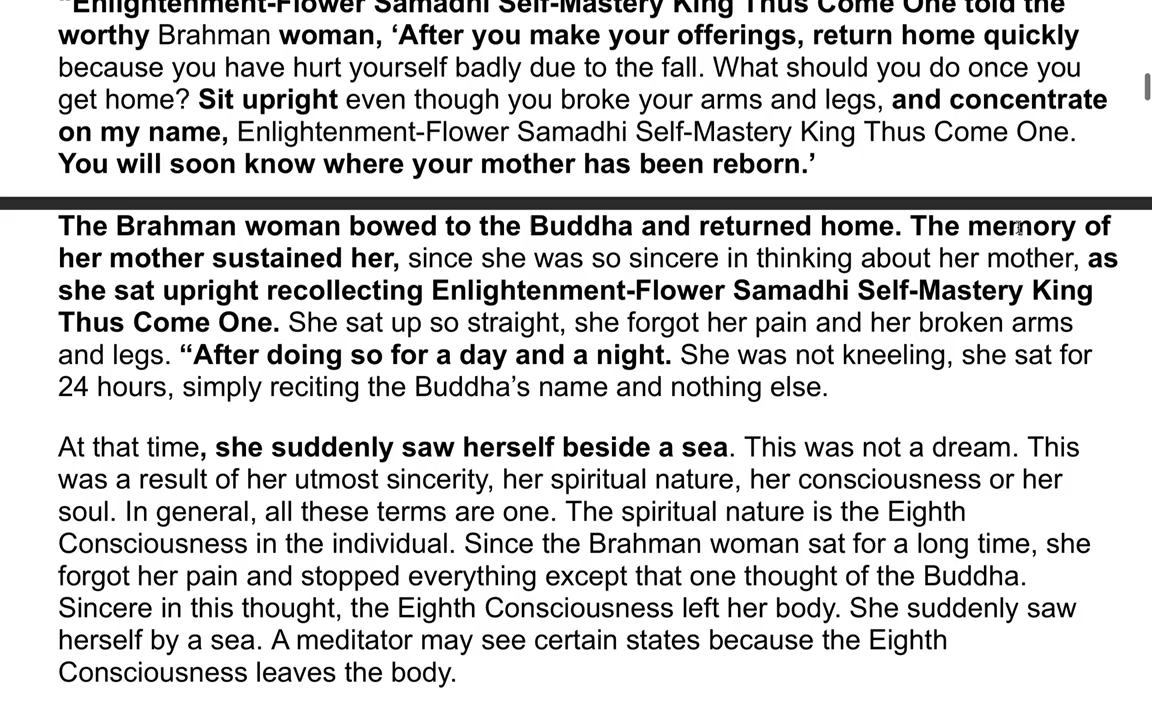 “Enlightenment-Flower Samadhi Self-Mastery King Thus Come One told the
worthy Brahman woman, ‘After you make your offerings, return home quickly
because you have hurt yourself badly due to the fall. What should you do once you
get home? Sit upright even though you broke your arms and legs, and concentrate
on my name, Enlightenment-Flower Samadhi Self-Mastery King Thus Come One.
You will soon know where your mother has been reborn.’
The Brahman woman bowed to the Buddha and returned home. The memory of
her mother sustained her, since she was so sincere in thinking about her mother, as
she sat upright recollecting Enlightenment-Flower Samadhi Self-Mastery King
Thus Come One. She sat up so straight, she forgot her pain and her broken arms
and legs. “After doing so for a day and a night. She was not kneeling, she sat for
24 hours, simply reciting the Buddha’s name and nothing else.
At that time, she suddenly saw herself beside a sea. This was not a dream. This
was a result of her utmost sincerity, her spiritual nature, her consciousness or her
soul. In general, all these terms are one. The spiritual nature is the Eighth
Consciousness in the individual. Since the Brahman woman sat for a long time, she
forgot her pain and stopped everything except that one thought of the Buddha.
Sincere in this thought, the Eighth Consciousness left her body. She suddenly saw
herself by a sea. A meditator may see certain states because the Eighth
Consciousness leaves the body.